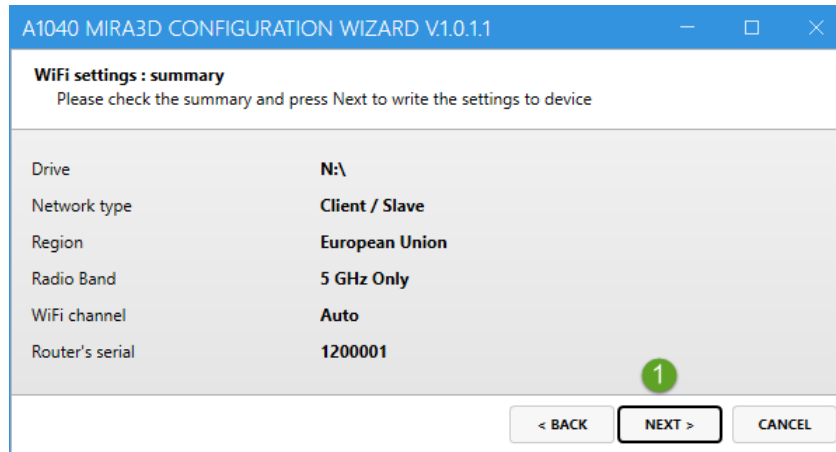 A1040 MIRA3D CONFIGURATION WIZARD V.1.0.1.1
WiFi settings : summary
Please check the summary and press Next to write the settings to device
Drive N:\
Network type Client / Slave
Region European Union
Radio Band 5 GHz Only
WiFi channel Auto
Router's serial 1200001
1
< BACK NEXT > CANCEL